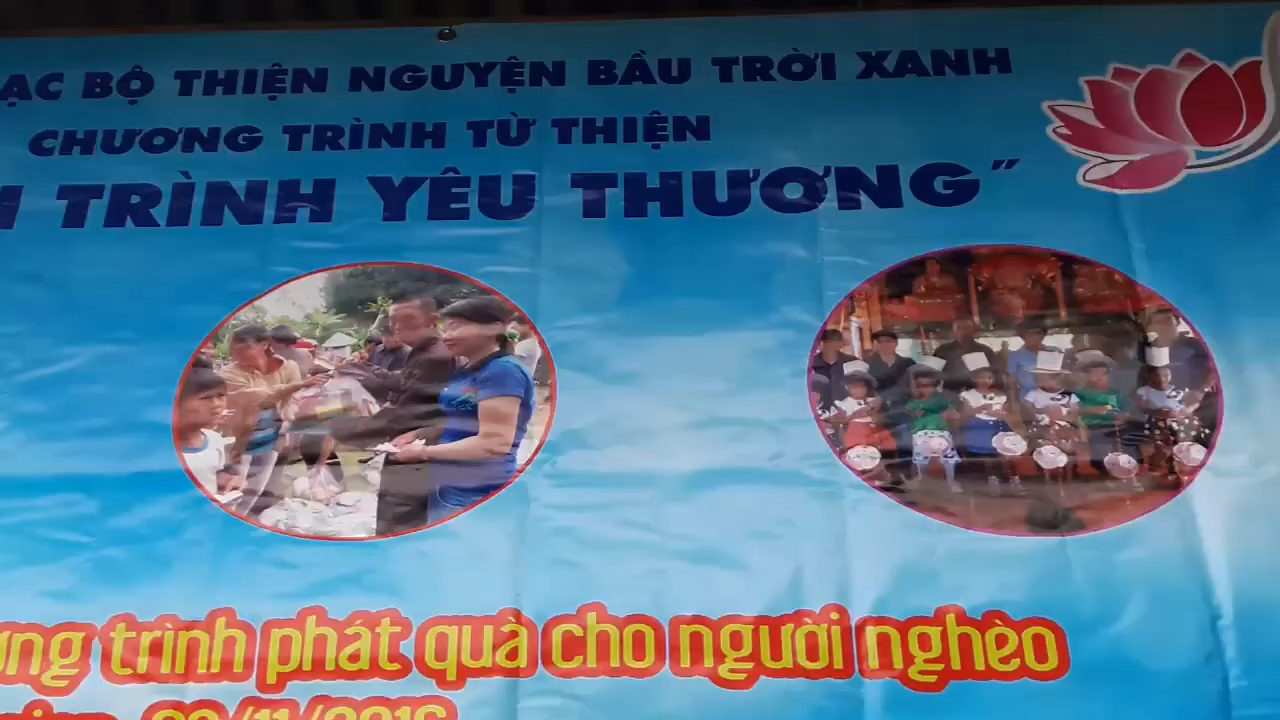 ẠC BỘ THIỆN NGUYỆN BẦU TRỜI XANH
CHƯƠNG TRÌNH TỪ THIỆN
TRÌNH YÊU THƯƠNG"
trình phát quà cho người nghèo